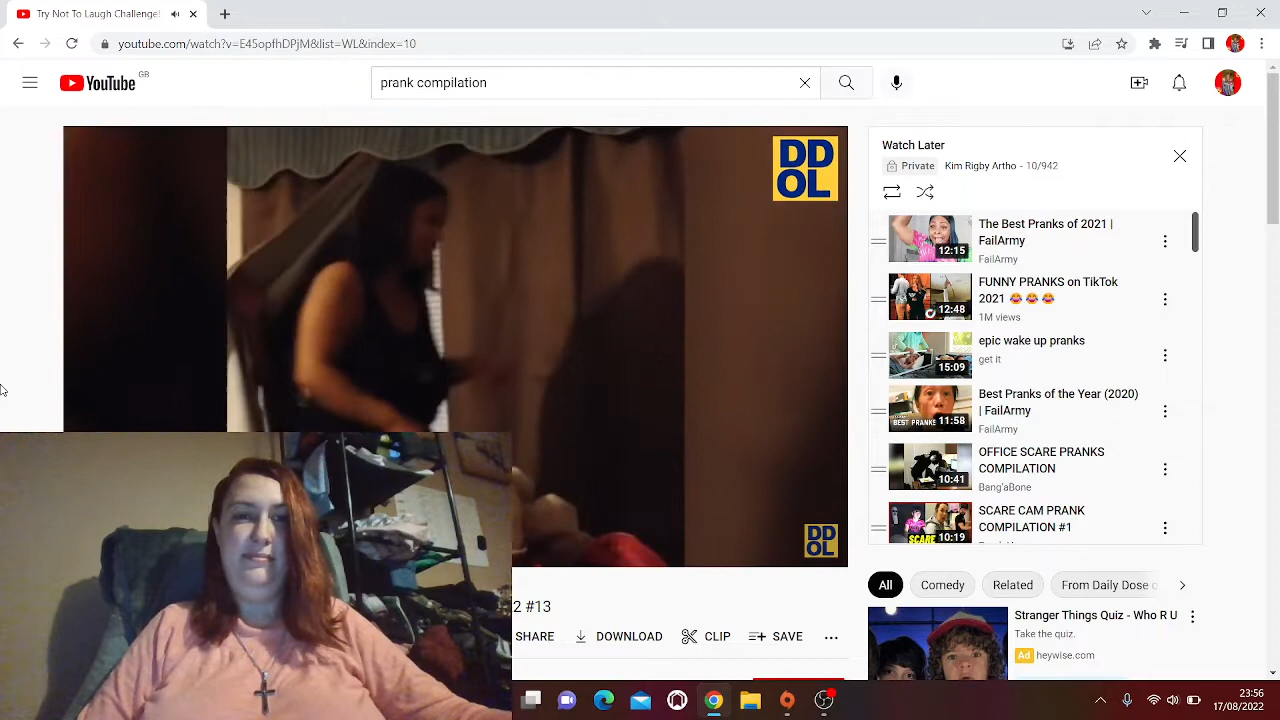 Try Not To Laugh Challenge!
youtube.com/watch?v=E45opfhDPjM&list=WL&index=10
YouTube GB
prank compilation
DD
OL
Watch Later
Private Kim Rigby Artho - 10/942
The Best Pranks of 2021 |
FailArmy
12:15
FailArmy
FUNNY PRANKS on TikTok
2021 😂😂😂
12:48
1M views
epic wake up pranks
get it
15:09
Best Pranks of the Year (2020)
| FailArmy
BEST PRANKS
11:58
FailArmy
OFFICE SCARE PRANKS
COMPILATION
10:41
Bang'aBone
SCARE CAM PRANK
COMPILATION #1
SCARE
10:19
DD
OL
All Comedy Related From Daily Dose o
2 #13
SHARE DOWNLOAD CLIP SAVE
Stranger Things Quiz - Who R U
Take the quiz.
Ad heywise.com
23:56
17/08/2022